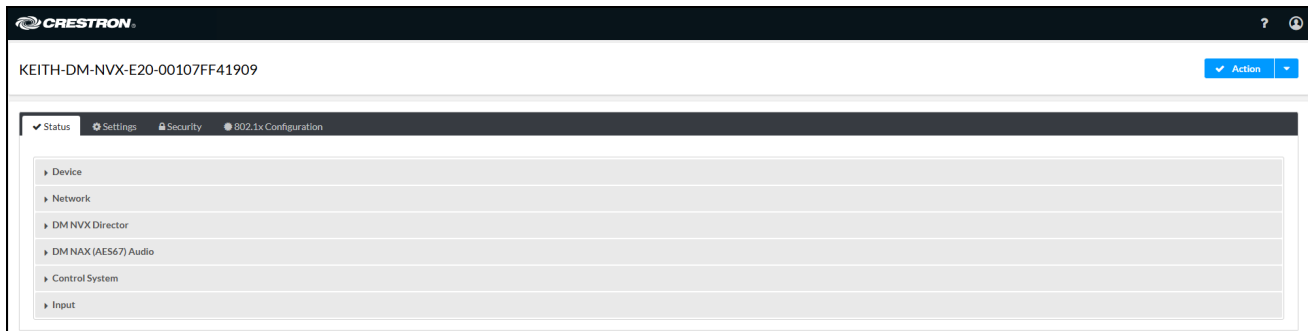 CRESTRON®
?
KEITH-DM-NVX-E20-00107FF41909
Action
Status Settings Security 802.1x Configuration
Device
Network
DM NVX Director
DM NAX (AES67) Audio
Control System
Input